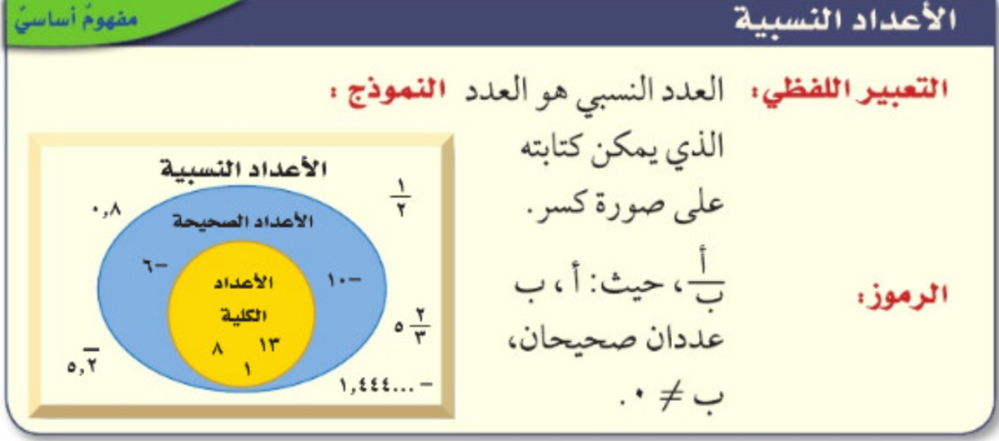 الأعداد النسبية
مفهومٌ أساسيٌ
التعبير اللفظي: العدد النسبي هو العدد
الذي يمكن كتابته
على صورة كسر.
الرموز: أ/ب، حيث: أ، ب
عددان صحيحان،
ب ≠ ٠.
النموذج:
الأعداد النسبية
١/٢
٠,٨
الأعداد الصحيحة
-٦
-١٠
الأعداد
الكلية
١٣ ٨
١
٥ ٢/٣
٥,٢̅
-١,٤٤٤...